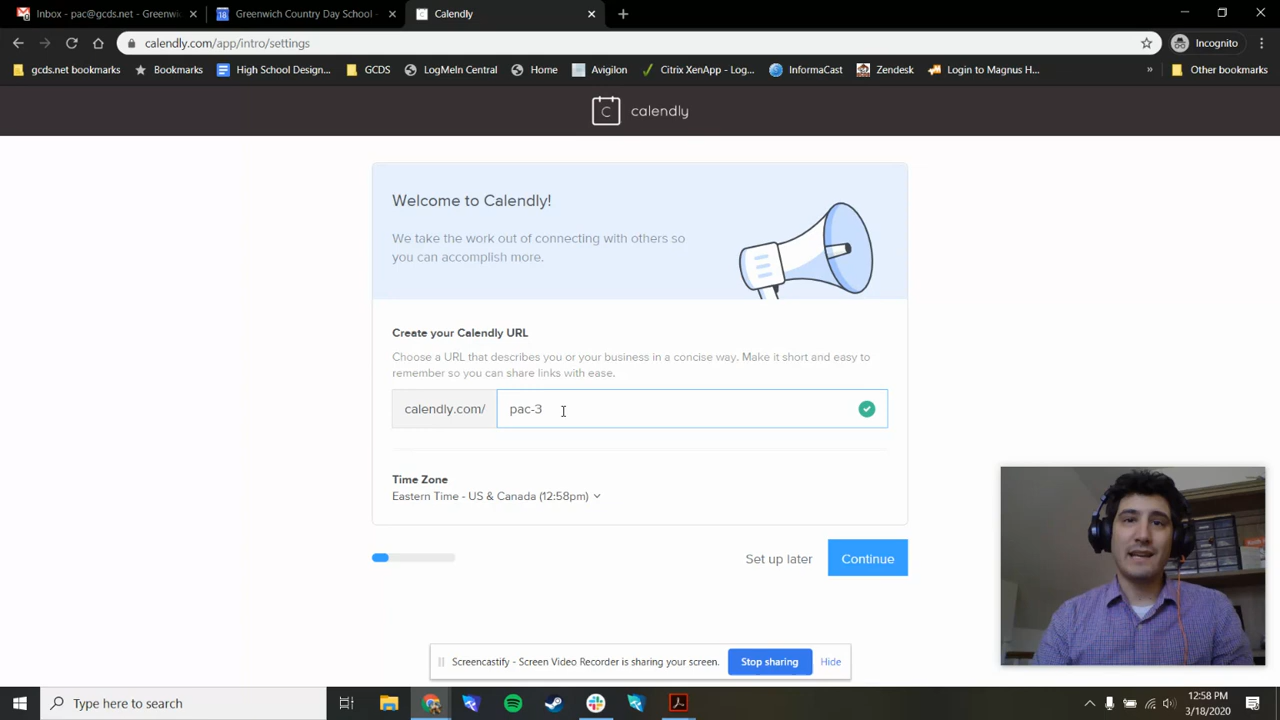 Inbox - pac@gcds.net - Greenwi
Greenwich Country Day School -
Calendly
calendly.com/app/intro/settings
Incognito
gcds.net bookmarks
Bookmarks
High School Design...
GCDS
LogMeIn Central
Home
Avigilon
Citrix XenApp - Log...
InformaCast
Zendesk
Login to Magnus H...
»
Other bookmarks
C calendly
Welcome to Calendly!
We take the work out of connecting with others so
you can accomplish more.
Create your Calendly URL
Choose a URL that describes you or your business in a concise way. Make it short and easy to
remember so you can share links with ease.
calendly.com/ pac-3
Time Zone
Eastern Time - US & Canada (12:58pm)
Set up later
Continue
Screencastify - Screen Video Recorder is sharing your screen.
Stop sharing
Hide
Type here to search
12:58 PM
3/18/2020